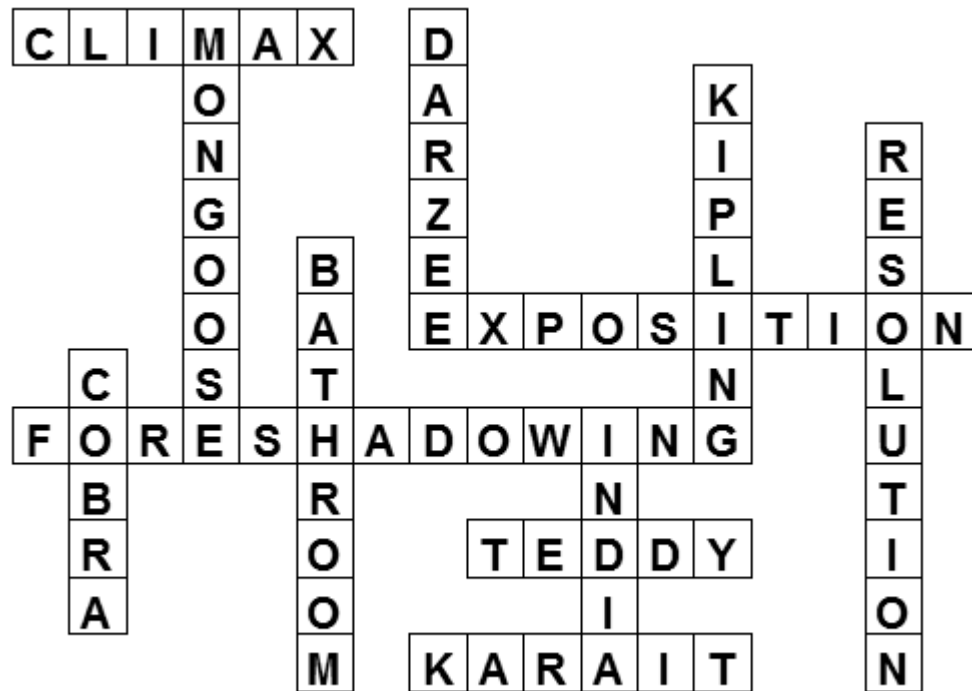 CLIMAX
MONGOOSE
DARZEE
KIPLING
RESOLUTION
BATHROOM
EXPOSITION
COBRA
FORESHADOWING
INDIA
TEDDY
KARAIT